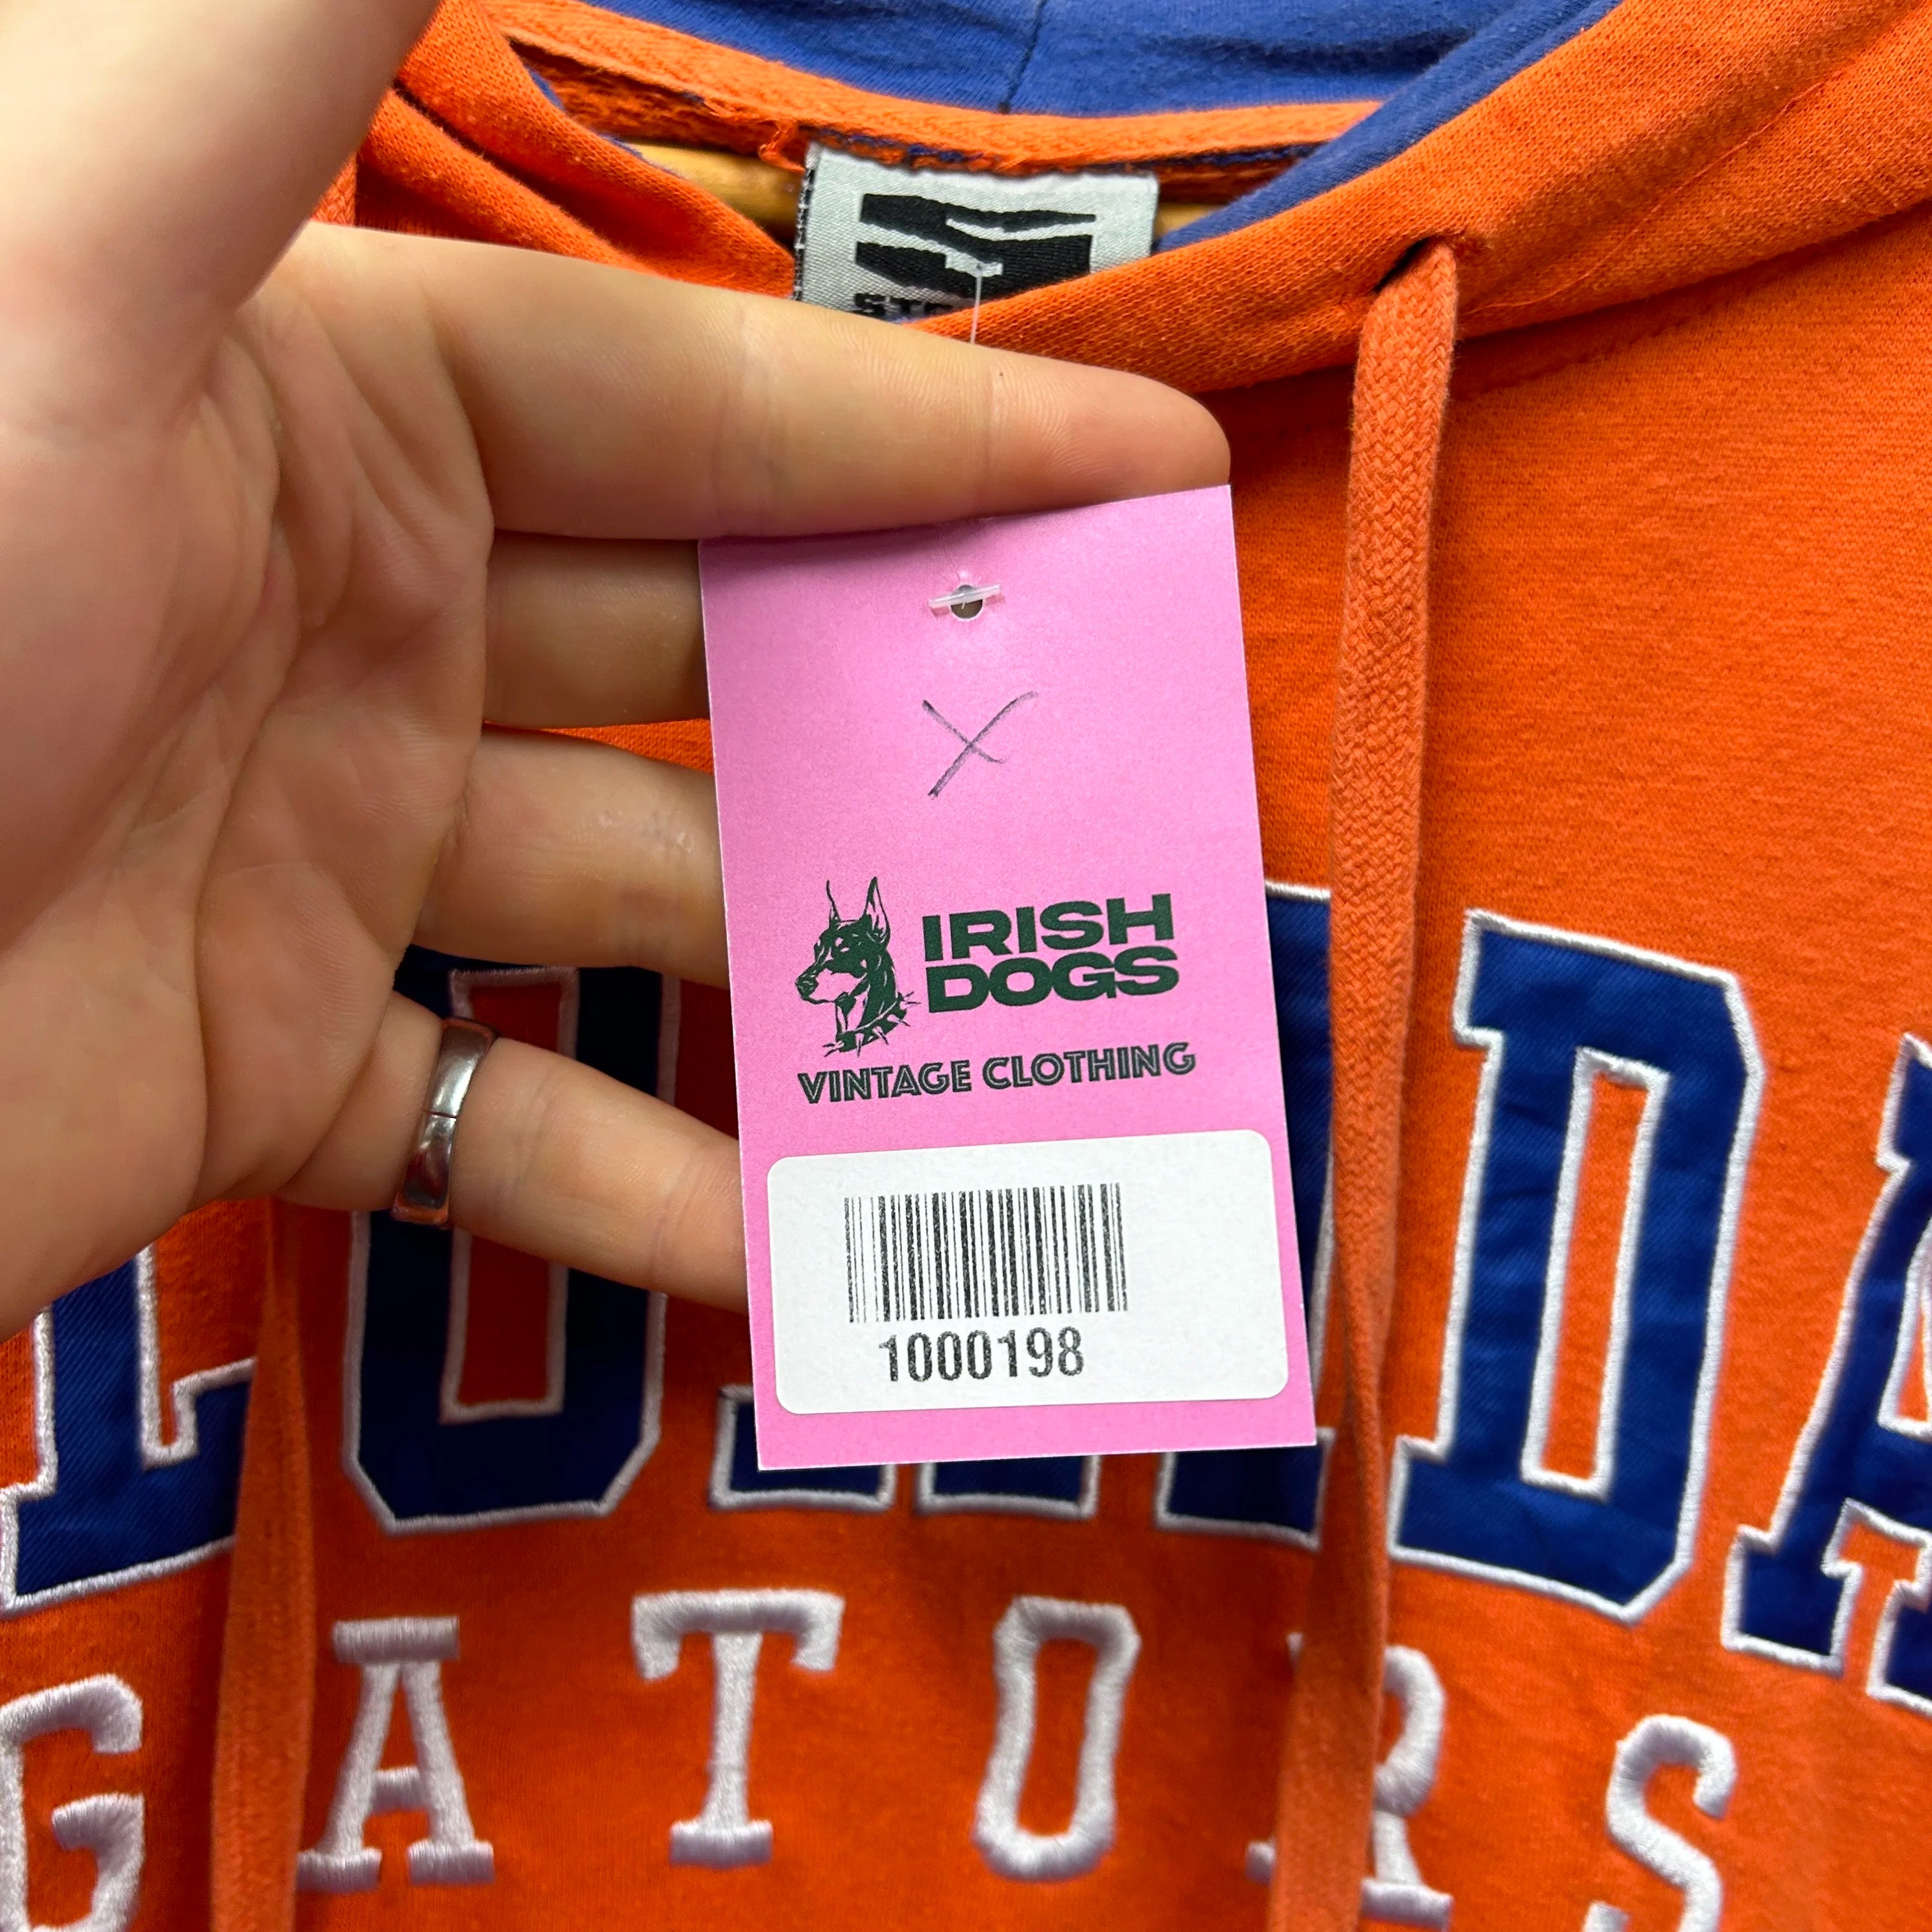 X
IRISH
DOGS
VINTAGE CLOTHING
1000198
GATORS